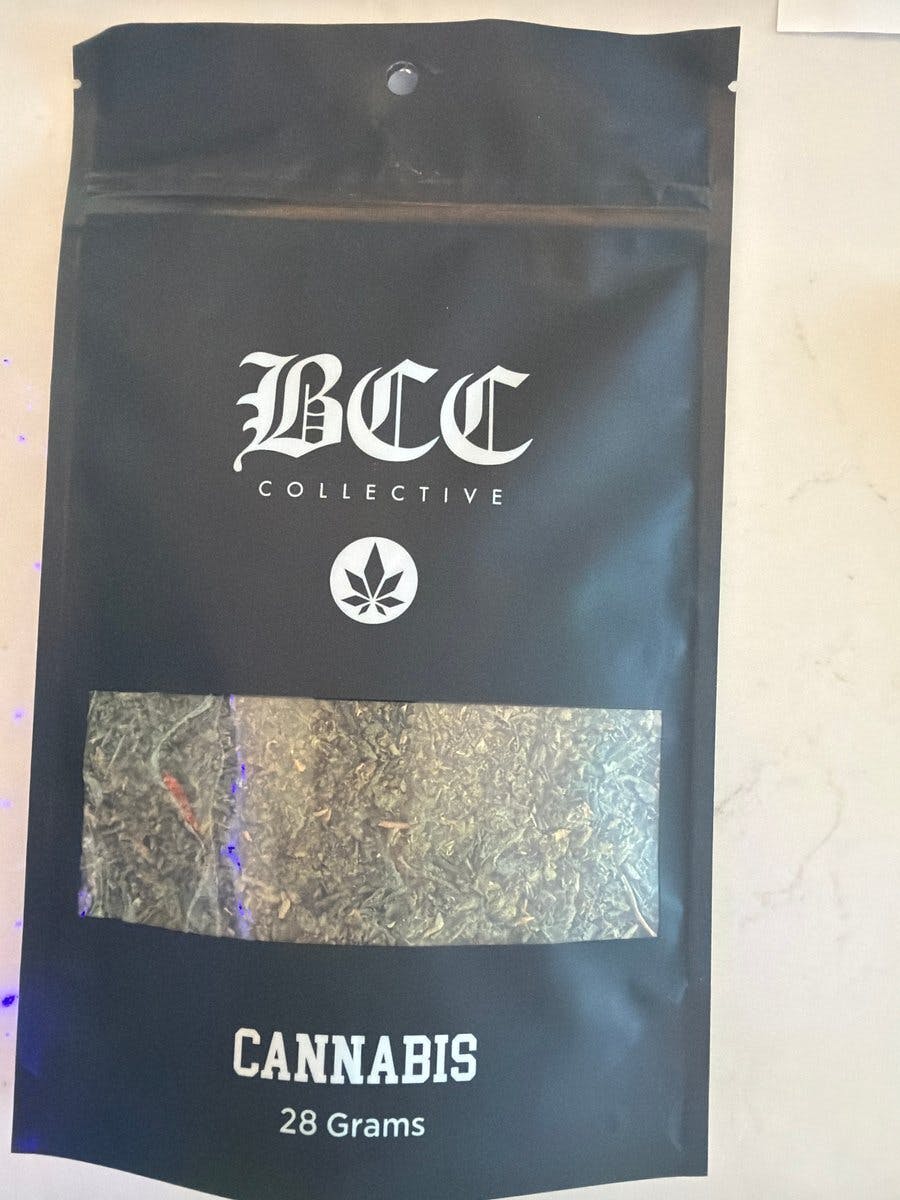 BCC
COLLECTIVE
CANNABIS
28 Grams